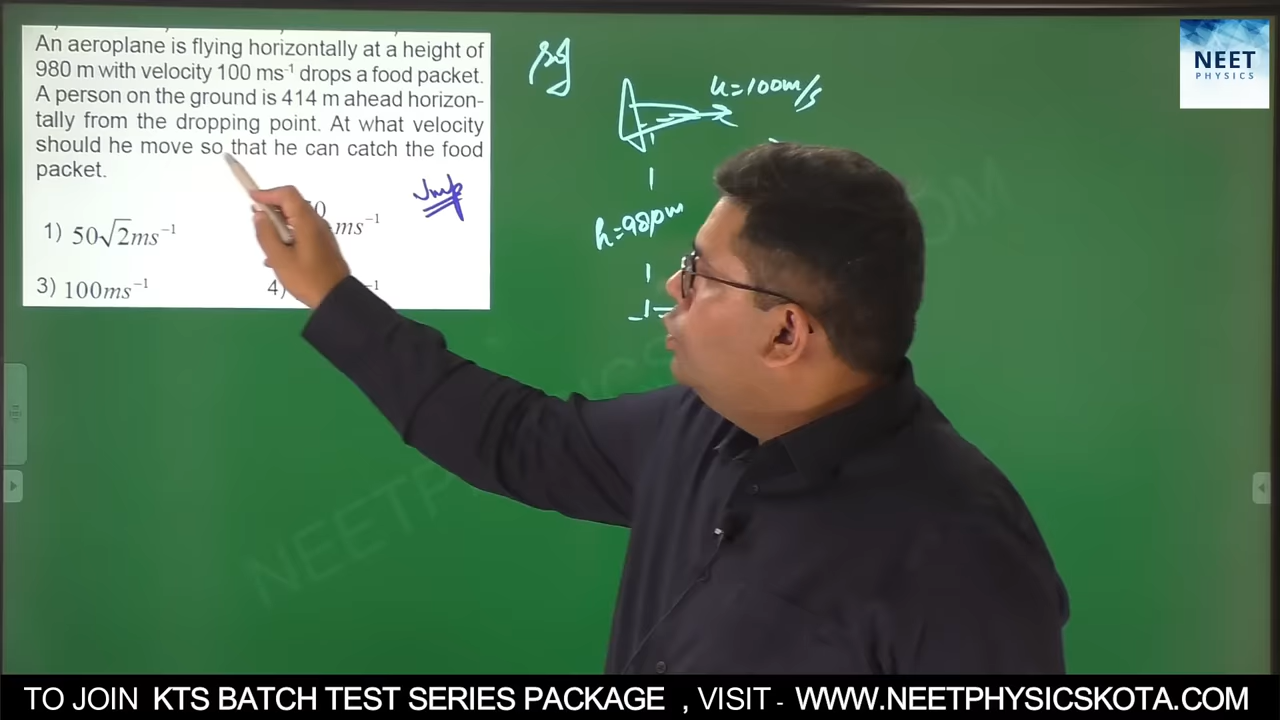 An aeroplane is flying horizontally at a height of
980 m with velocity 100 ms⁻¹ drops a food packet.
A person on the ground is 414 m ahead horizon-
tally from the dropping point. At what velocity
should he move so that he can catch the food
packet.
1) 50√2ms⁻¹
ms⁻¹
3) 100ms⁻¹
4)
⁻¹
Imp
u=100m/s
h=980m
NEET
PHYSICS
TO JOIN KTS BATCH TEST SERIES PACKAGE , VISIT - WWW.NEETPHYSICSKOTA.COM